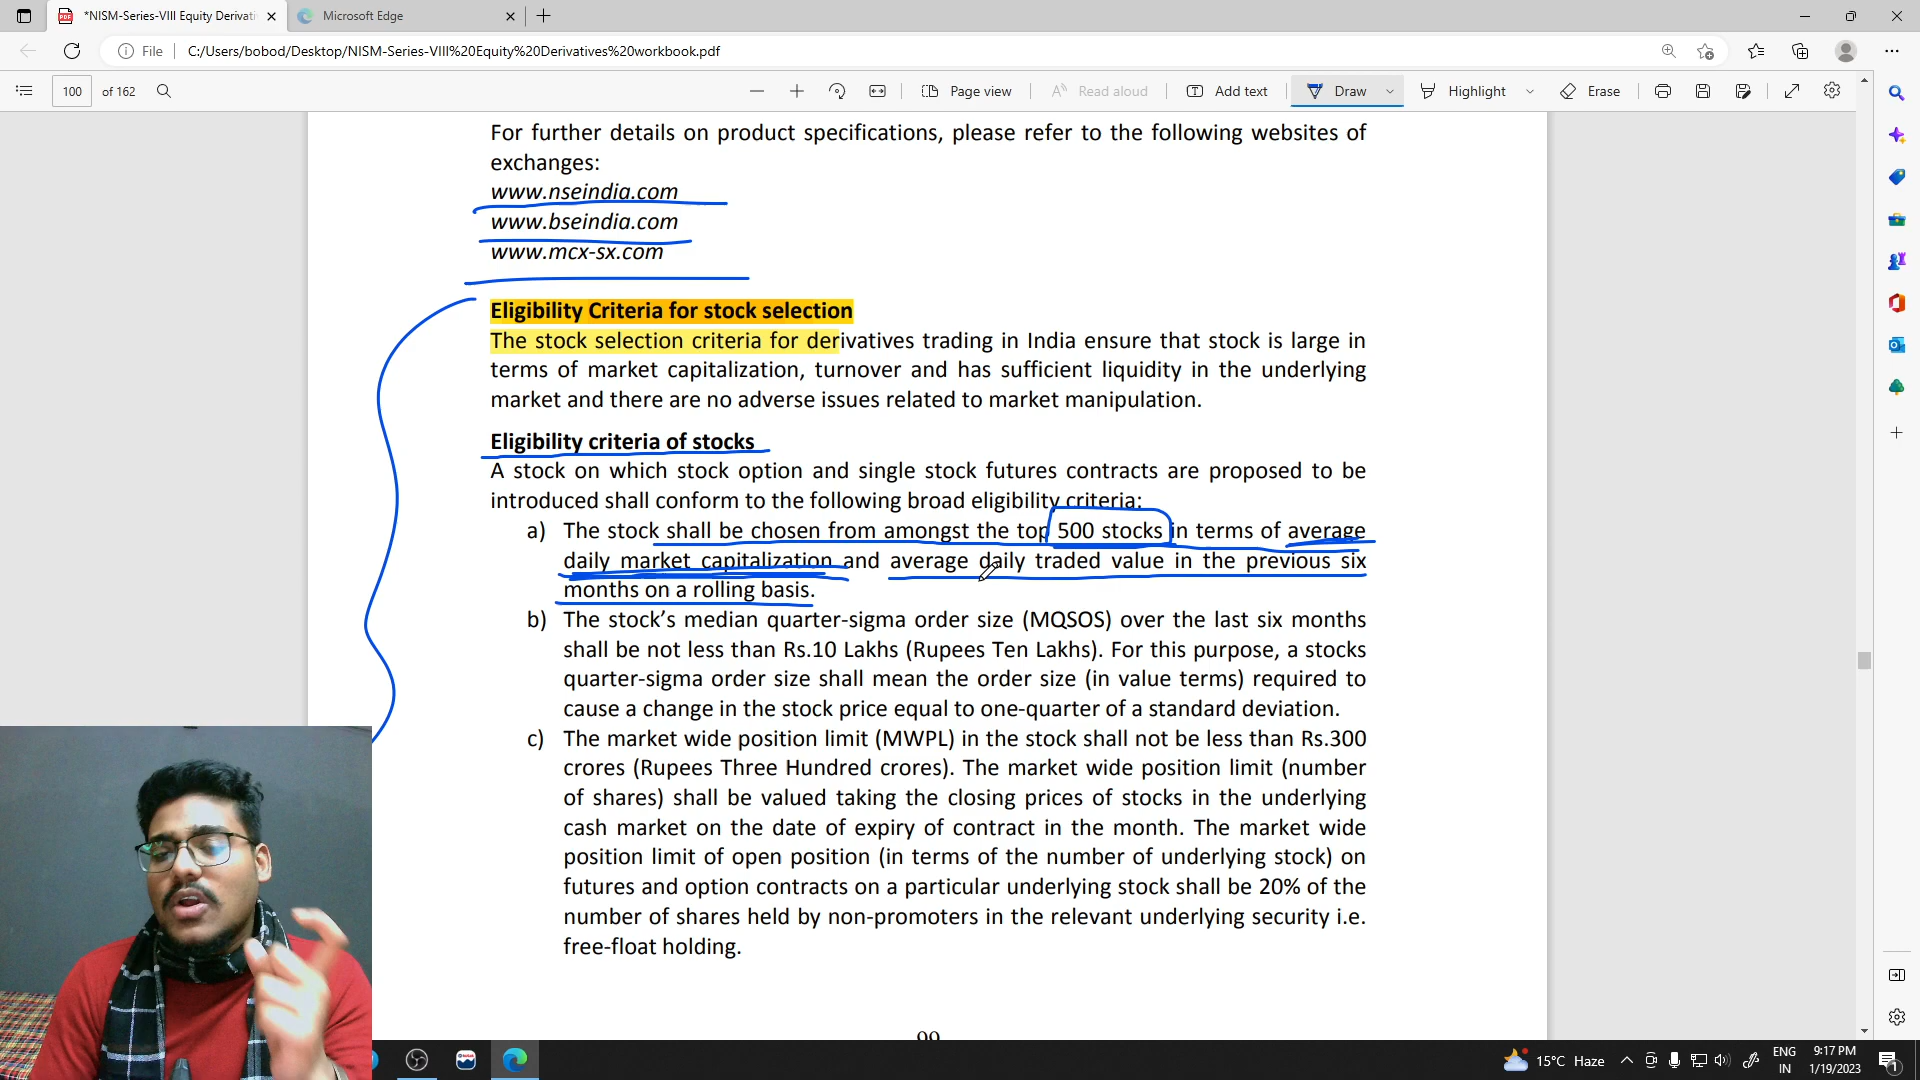 *NISM-Series-VIII Equity Derivati
Microsoft Edge
File
C:/Users/bobod/Desktop/NISM-Series-VIII%20Equity%20Derivatives%20workbook.pdf
100 of 162
Page view
Read aloud
Add text
Draw
Highlight
Erase
For further details on product specifications, please refer to the following websites of
exchanges:
www.nseindia.com
www.bseindia.com
www.mcx-sx.com
Eligibility Criteria for stock selection
The stock selection criteria for derivatives trading in India ensure that stock is large in
terms of market capitalization, turnover and has sufficient liquidity in the underlying
market and there are no adverse issues related to market manipulation.
Eligibility criteria of stocks
A stock on which stock option and single stock futures contracts are proposed to be
introduced shall conform to the following broad eligibility criteria:
a) The stock shall be chosen from amongst the top 500 stocks in terms of average
daily market capitalization and average daily traded value in the previous six
months on a rolling basis.
b) The stock’s median quarter-sigma order size (MQSOS) over the last six months
shall be not less than Rs.10 Lakhs (Rupees Ten Lakhs). For this purpose, a stocks
quarter-sigma order size shall mean the order size (in value terms) required to
cause a change in the stock price equal to one-quarter of a standard deviation.
c) The market wide position limit (MWPL) in the stock shall not be less than Rs.300
crores (Rupees Three Hundred crores). The market wide position limit (number
of shares) shall be valued taking the closing prices of stocks in the underlying
cash market on the date of expiry of contract in the month. The market wide
position limit of open position (in terms of the number of underlying stock) on
futures and option contracts on a particular underlying stock shall be 20% of the
number of shares held by non-promoters in the relevant underlying security i.e.
free-float holding.
99
15°C Haze
ENG
IN
9:17 PM
1/19/2023
1